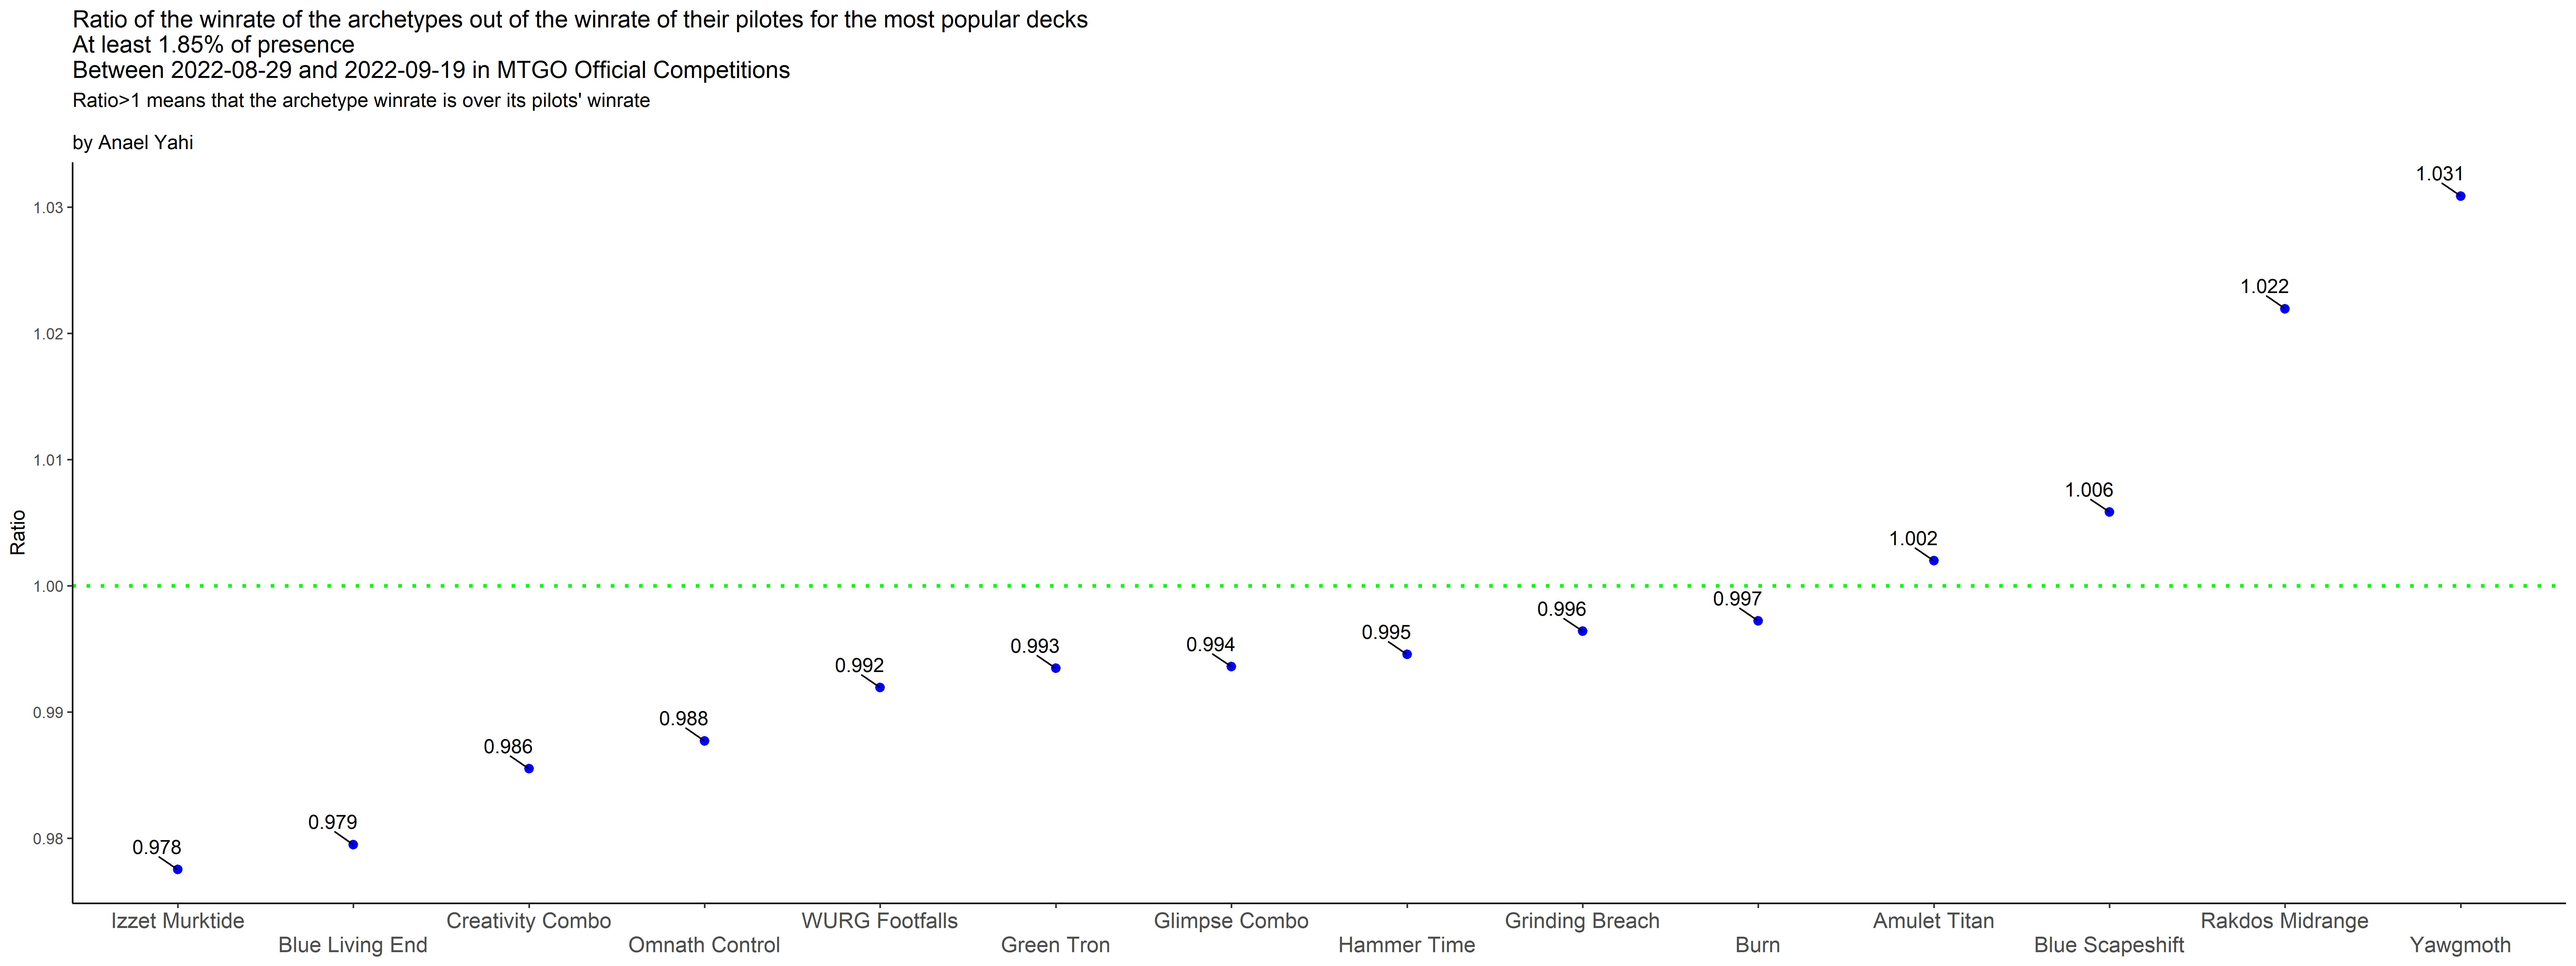 Ratio of the winrate of the archetypes out of the winrate of their pilotes for the most popular decks
At least 1.85% of presence
Between 2022-08-29 and 2022-09-19 in MTGO Official Competitions
Ratio>1 means that the archetype winrate is over its pilots' winrate
by Anael Yahi
Ratio
1.03
1.02
1.01
1.00
0.99
0.98
0.978
0.979
0.986
0.988
0.992
0.993
0.994
0.995
0.996
0.997
1.002
1.006
1.022
1.031
Izzet Murktide
Blue Living End
Creativity Combo
Omnath Control
WURG Footfalls
Green Tron
Glimpse Combo
Hammer Time
Grinding Breach
Burn
Amulet Titan
Blue Scapeshift
Rakdos Midrange
Yawgmoth